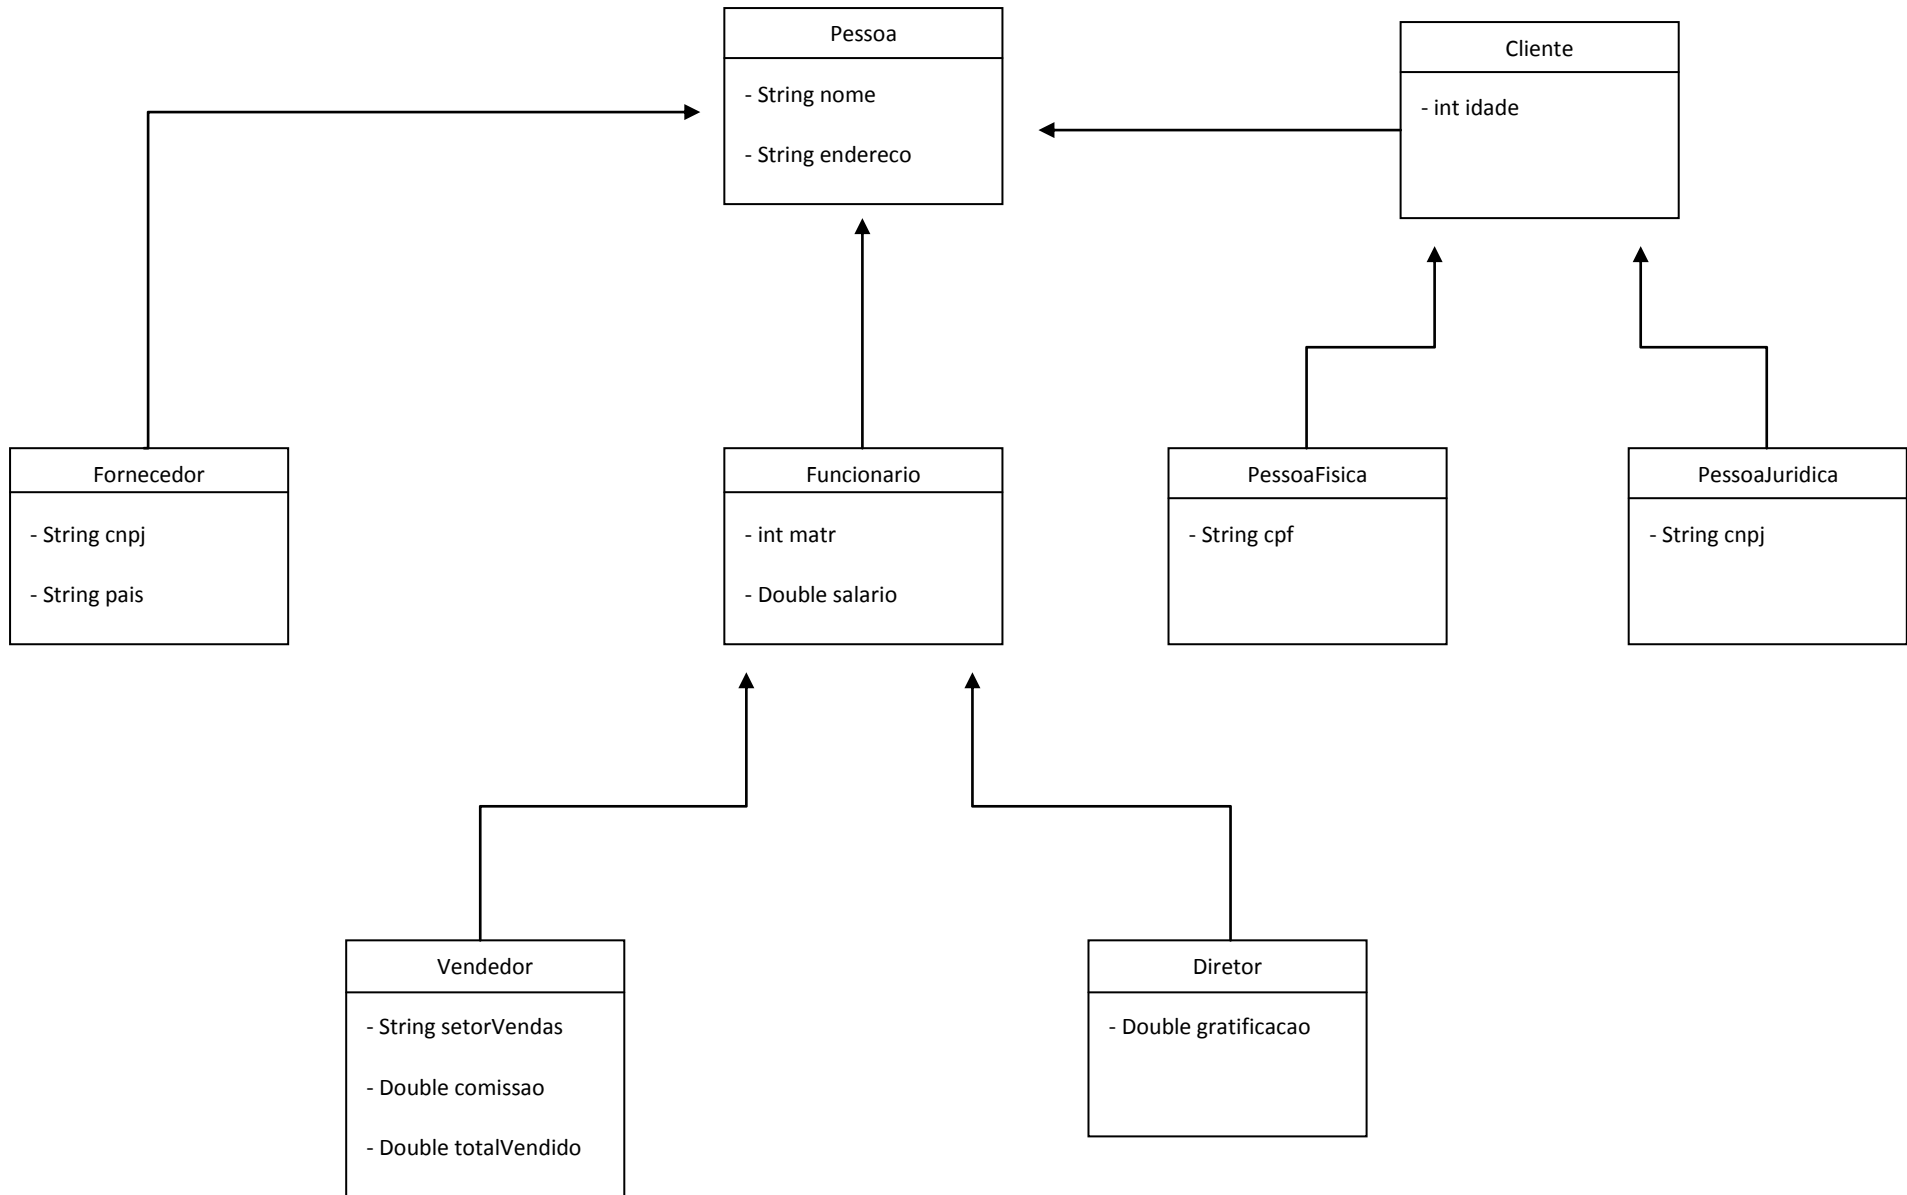 Pessoa
- String nome
- String endereco
Cliente
- int idade
Fornecedor
- String cnpj
- String pais
Funcionario
- int matr
- Double salario
PessoaFisica
- String cpf
PessoaJuridica
- String cnpj
Vendedor
- String setorVendas
- Double comissao
- Double totalVendido
Diretor
- Double gratificacao